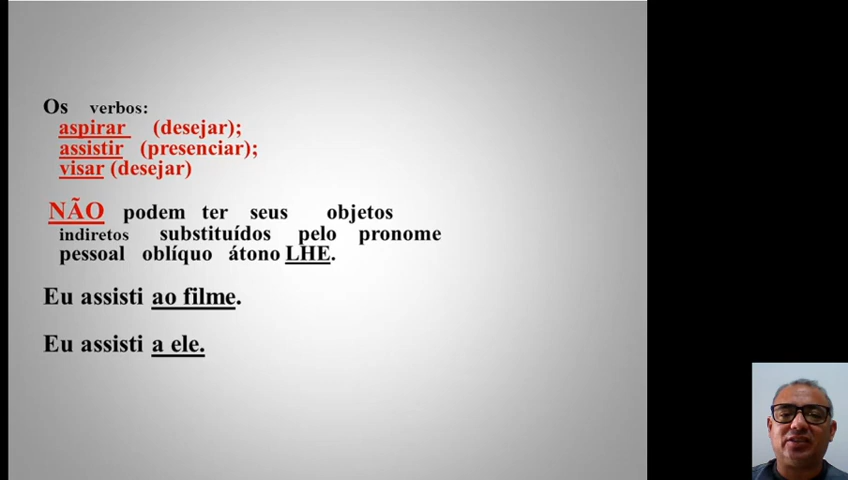 Os verbos:
aspirar (desejar);
assistir (presenciar);
visar (desejar)
NÃO podem ter seus objetos
indiretos substituídos pelo pronome
pessoal oblíquo átono LHE.
Eu assisti ao filme.
Eu assisti a ele.